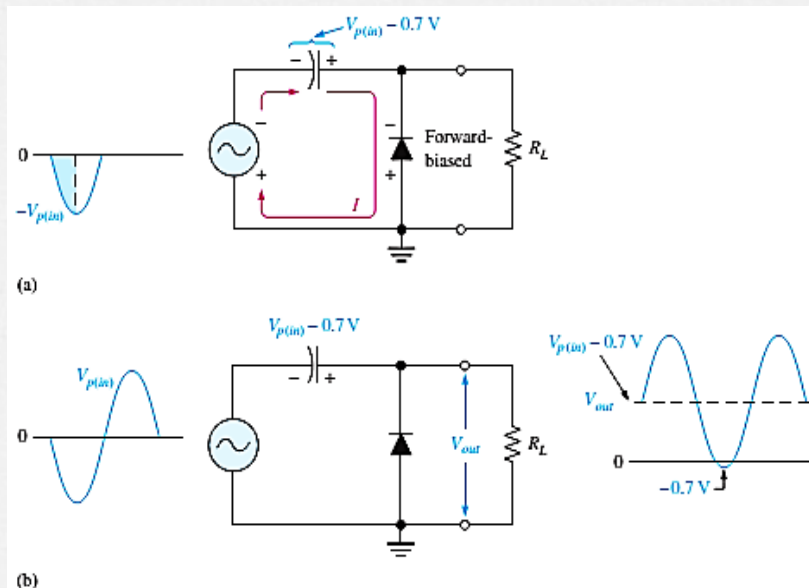 Vp(in) – 0.7 V
– +
0
–Vp(in)
–
+
I
–
+
Forward-
biased
RL
(a)
Vp(in) – 0.7 V
– +
Vp(in)
0
Vout
RL
Vp(in) – 0.7 V
Vout
0
–0.7 V
(b)